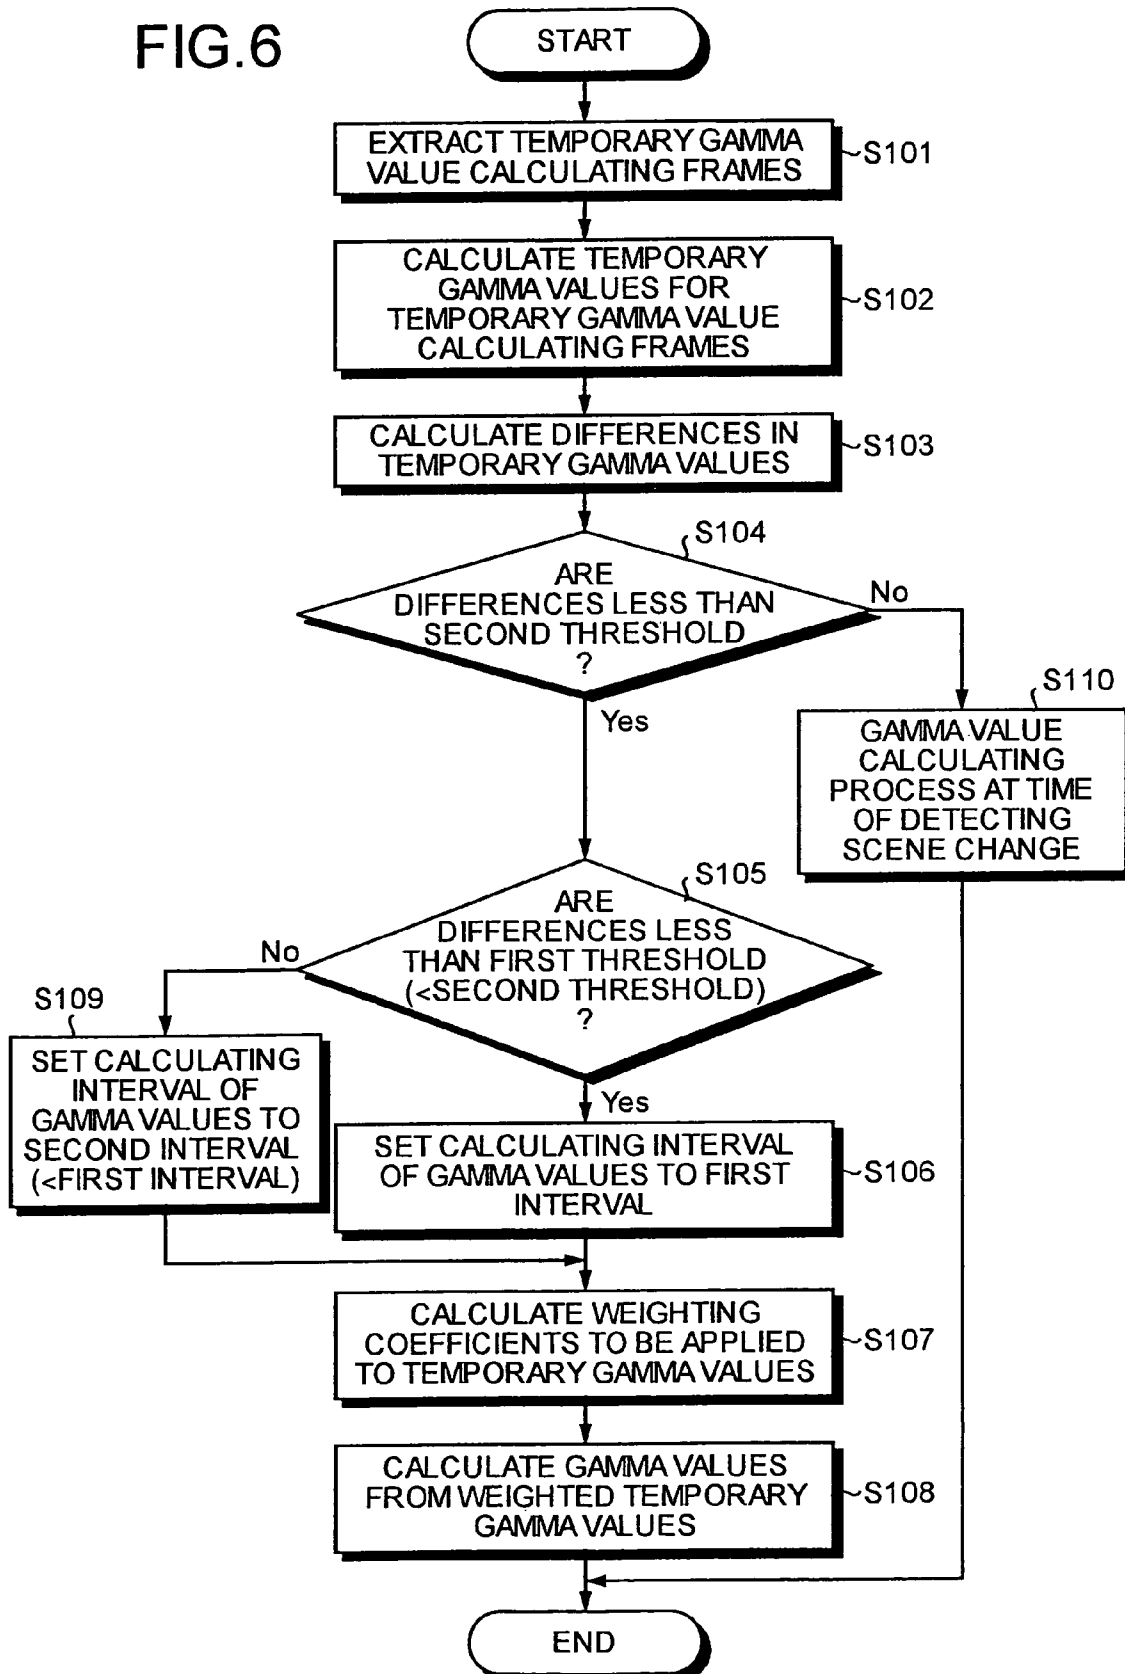 FIG.6
START
EXTRACT TEMPORARY GAMMA
VALUE CALCULATING FRAMES
S101
CALCULATE TEMPORARY
GAMMA VALUES FOR
TEMPORARY GAMMA VALUE
CALCULATING FRAMES
S102
CALCULATE DIFFERENCES IN
TEMPORARY GAMMA VALUES
S103
S104
ARE
DIFFERENCES LESS THAN
SECOND THRESHOLD
?
No
Yes
S110
GAMMA VALUE
CALCULATING
PROCESS AT TIME
OF DETECTING
SCENE CHANGE
S105
ARE
DIFFERENCES LESS
THAN FIRST THRESHOLD
(<SECOND THRESHOLD)
?
No
Yes
S109
SET CALCULATING
INTERVAL OF
GAMMA VALUES TO
SECOND INTERVAL
(<FIRST INTERVAL)
SET CALCULATING INTERVAL
OF GAMMA VALUES TO FIRST
INTERVAL
S106
CALCULATE WEIGHTING
COEFFICIENTS TO BE APPLIED
TO TEMPORARY GAMMA VALUES
S107
CALCULATE GAMMA VALUES
FROM WEIGHTED TEMPORARY
GAMMA VALUES
S108
END